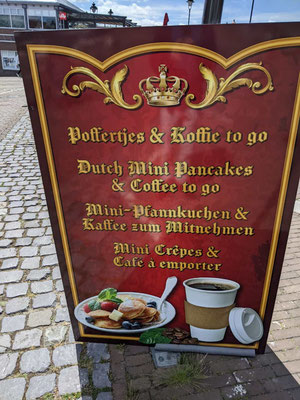 Poffertjes & Koffie to go
Dutch Mini Pancakes
& Coffee to go
Mini-Pfannkuchen &
Kaffee zum Mitnehmen
Mini Crêpes &
Café à emporter